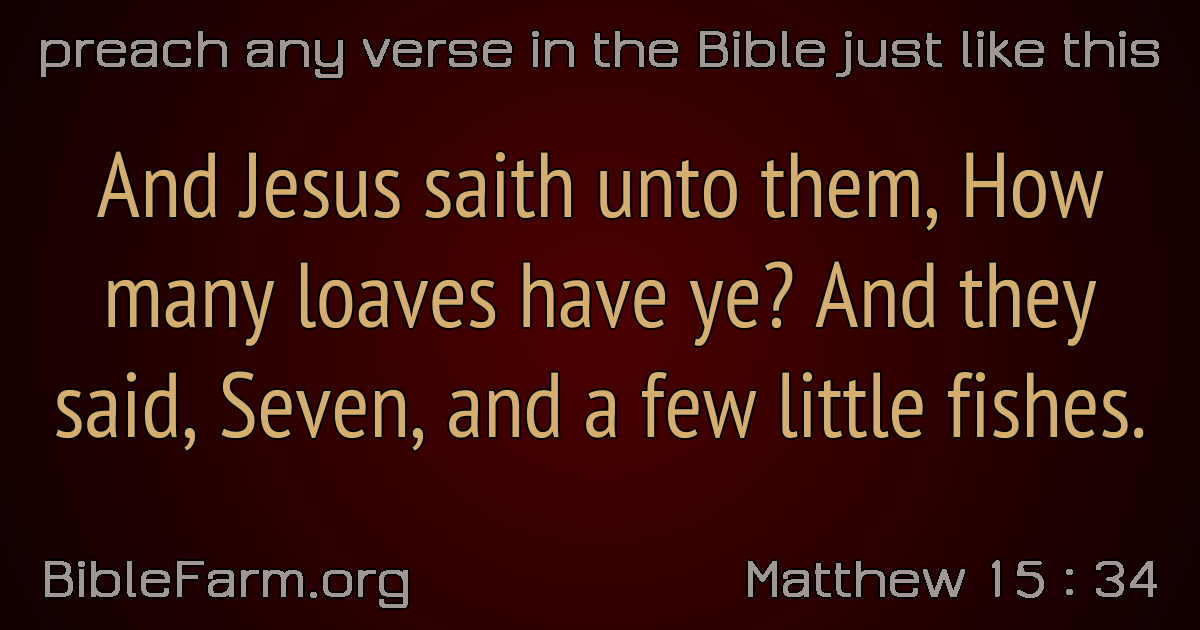 preach any verse in the Bible just like this
And Jesus saith unto them, How
many loaves have ye? And they
said, Seven, and a few little fishes.
BibleFarm.org
Matthew 15 : 34